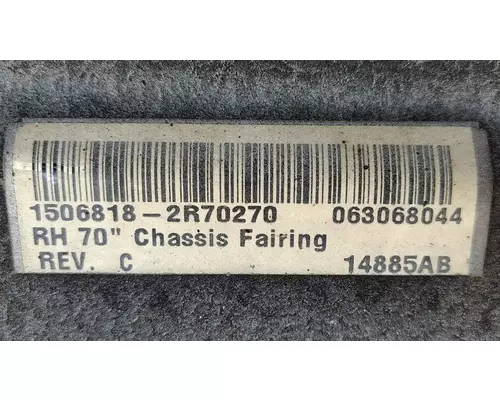 1506818-2R70270 063068044
RH 70" Chassis Fairing
REV. C 14885AB